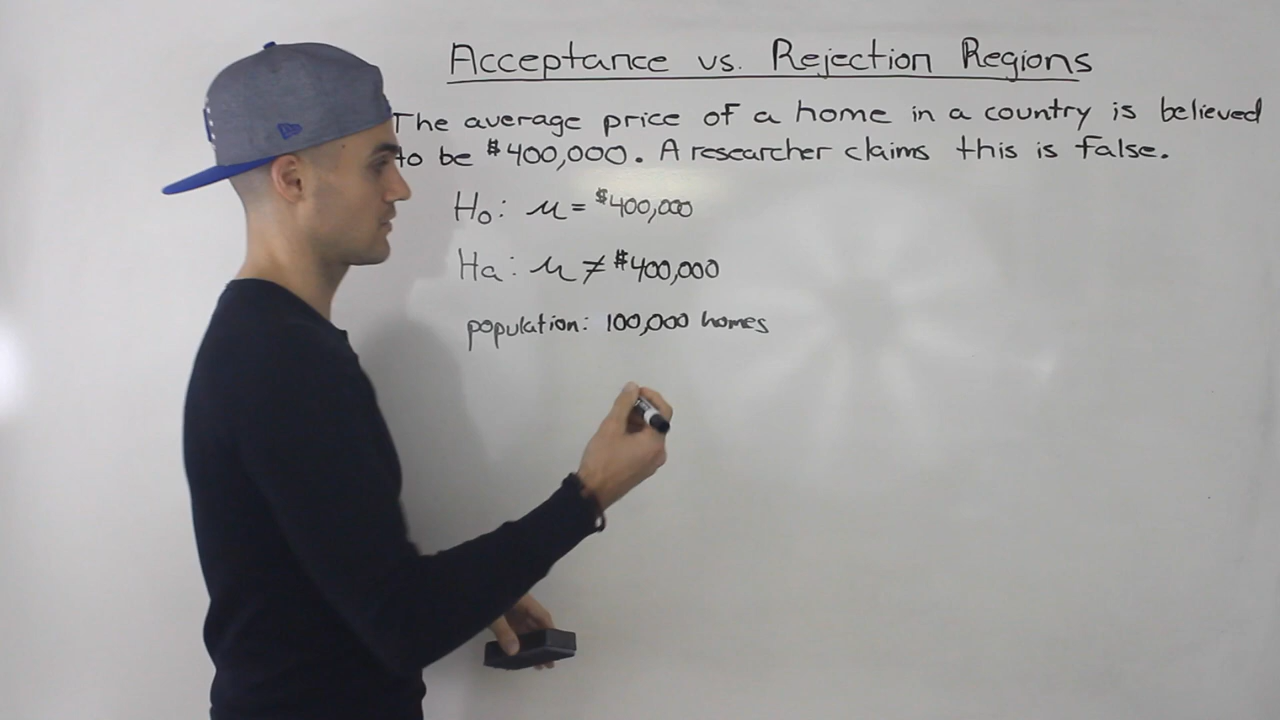 Acceptance vs. Rejection Regions
The average price of a home in a country is believed
to be $400,000. A researcher claims this is false.
Ho: μ = $400,000
Ha: μ ≠ $400,000
population: 100,000 homes